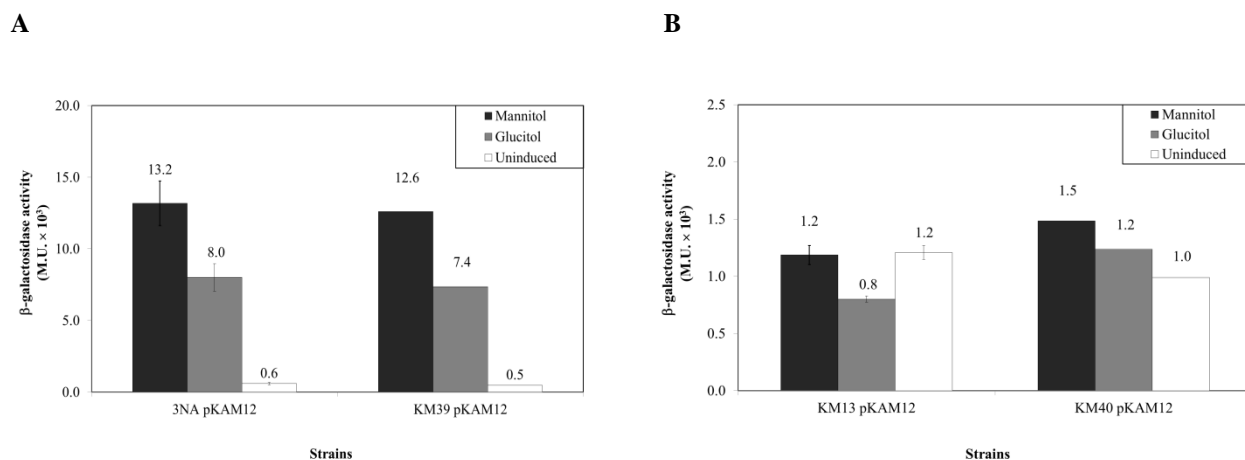 A
β-galactosidase activity
(M.U. × 10³)
20.0
15.0
10.0
5.0
0.0
Mannitol
Glucitol
Uninduced
13.2
8.0
0.6
12.6
7.4
0.5
3NA pKAM12
KM39 pKAM12
Strains
B
β-galactosidase activity
(M.U. × 10³)
2.5
2.0
1.5
1.0
0.5
0.0
Mannitol
Glucitol
Uninduced
1.2
0.8
1.2
1.5
1.2
1.0
KM13 pKAM12
KM40 pKAM12
Strains